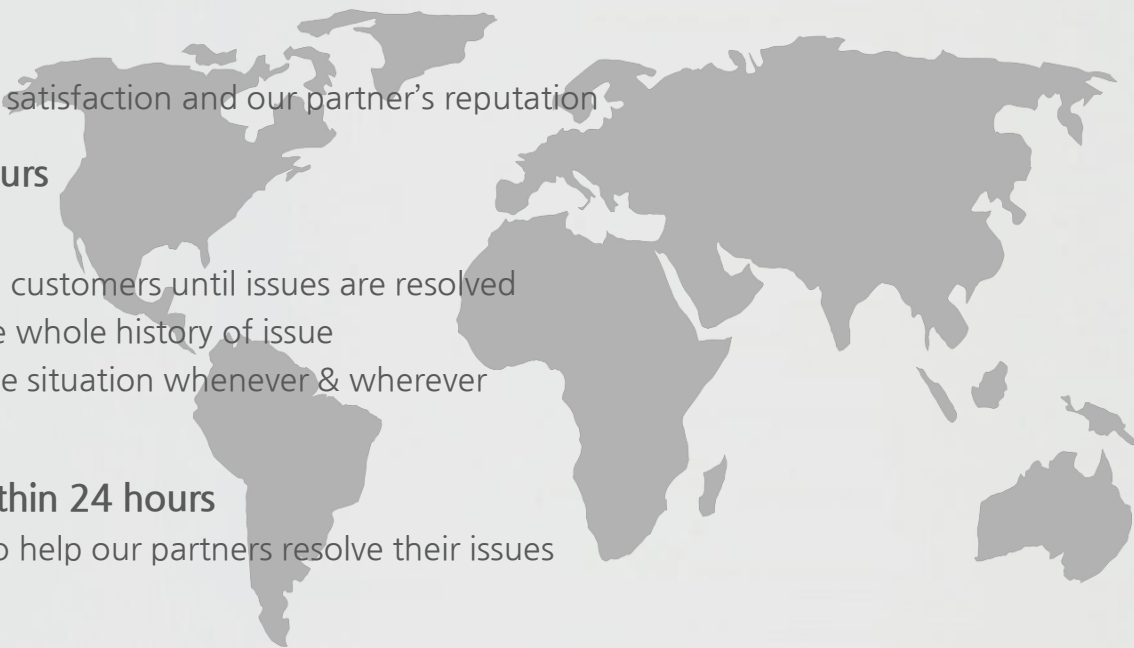 satisfaction and our partner’s reputation
urs
customers until issues are resolved
e whole history of issue
e situation whenever & wherever
thin 24 hours
o help our partners resolve their issues